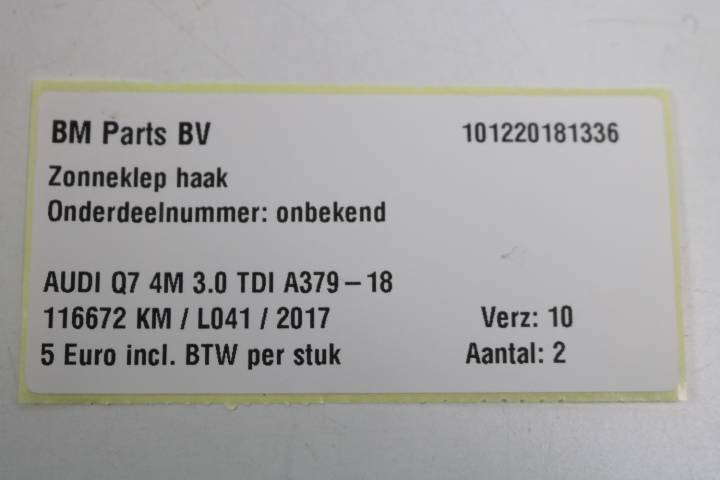 BM Parts BV 101220181336
Zonneklep haak
Onderdeelnummer: onbekend
AUDI Q7 4M 3.0 TDI A379-18
116672 KM / L041 / 2017 Verz: 10
5 Euro incl. BTW per stuk Aantal: 2